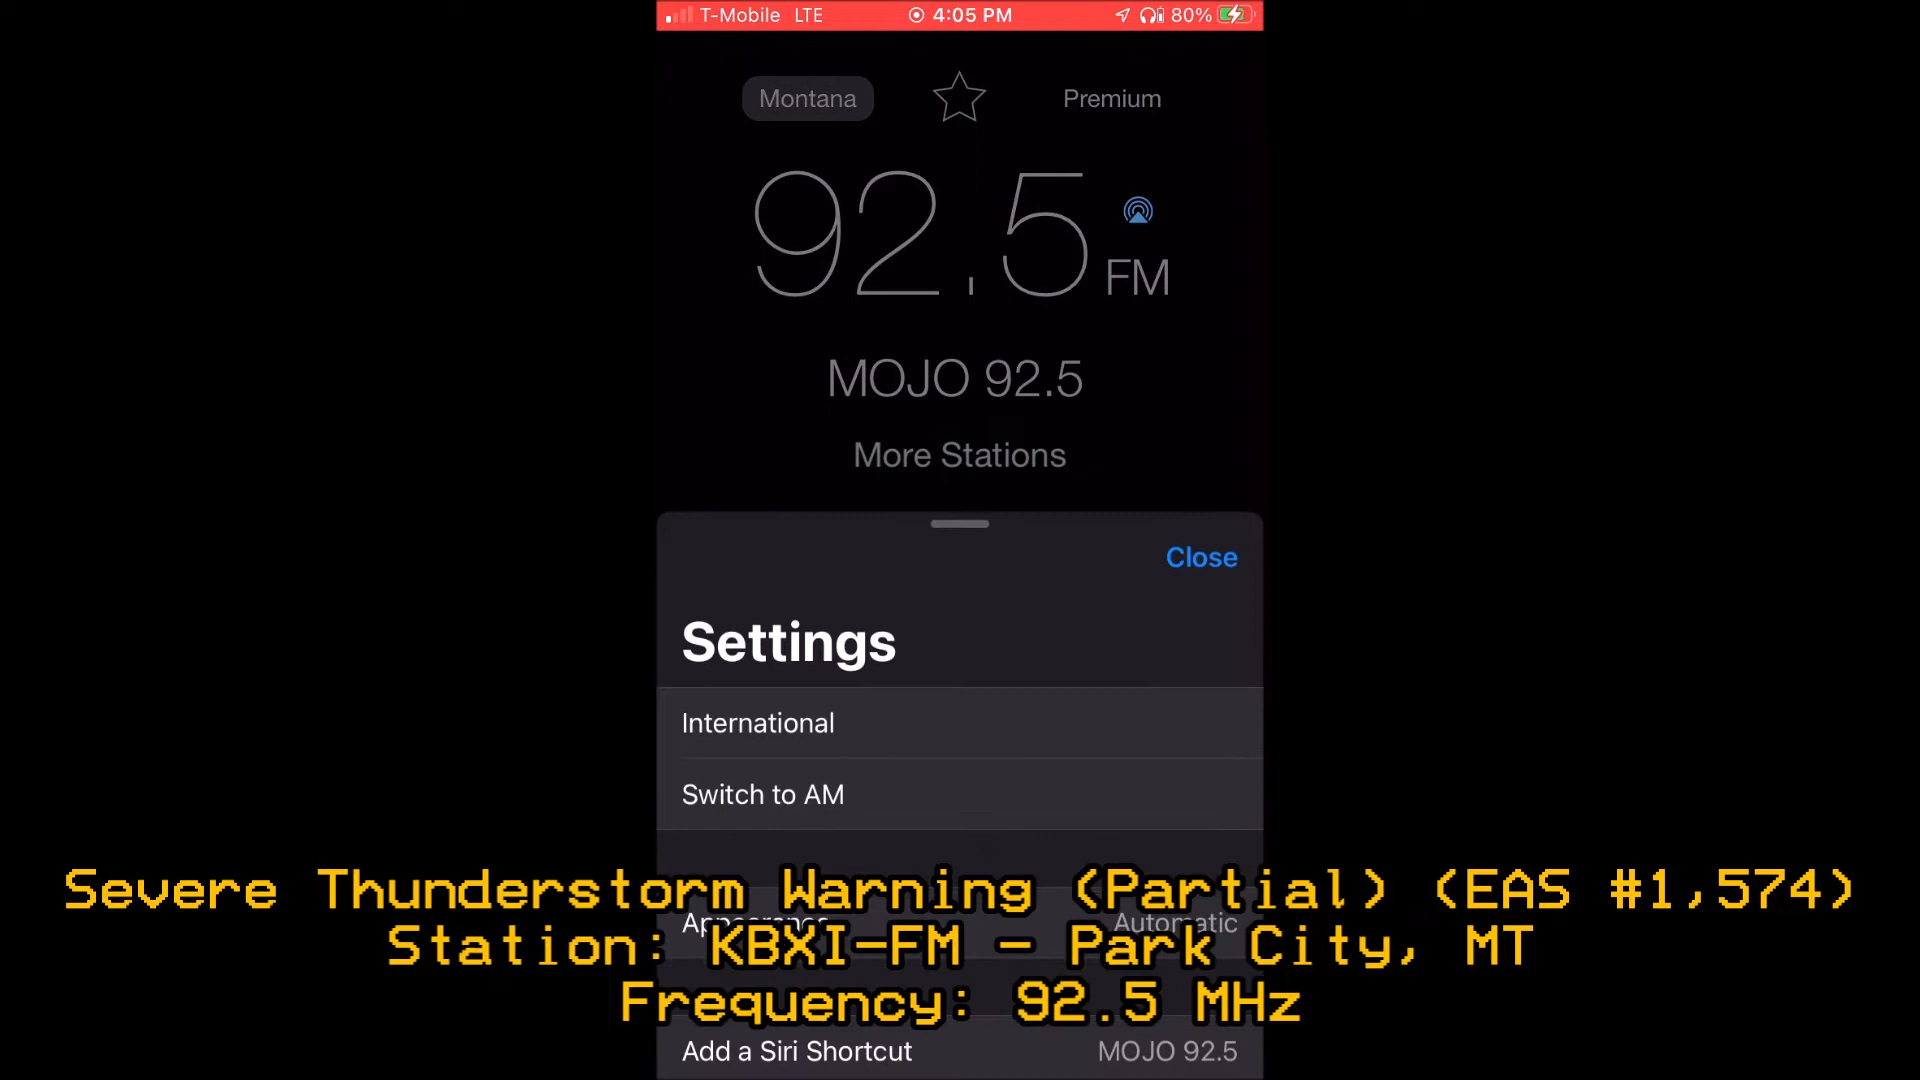 T-Mobile LTE 4:05 PM 80%
Montana Premium
92.5 FM
MOJO 92.5
More Stations
Close
Settings
International
Switch to AM
Severe Thunderstorm Warning (Partial) (EAS #1,574)
Appearance Automatic
Station: KBXI-FM - Park City, MT
Frequency: 92.5 MHz
Add a Siri Shortcut MOJO 92.5